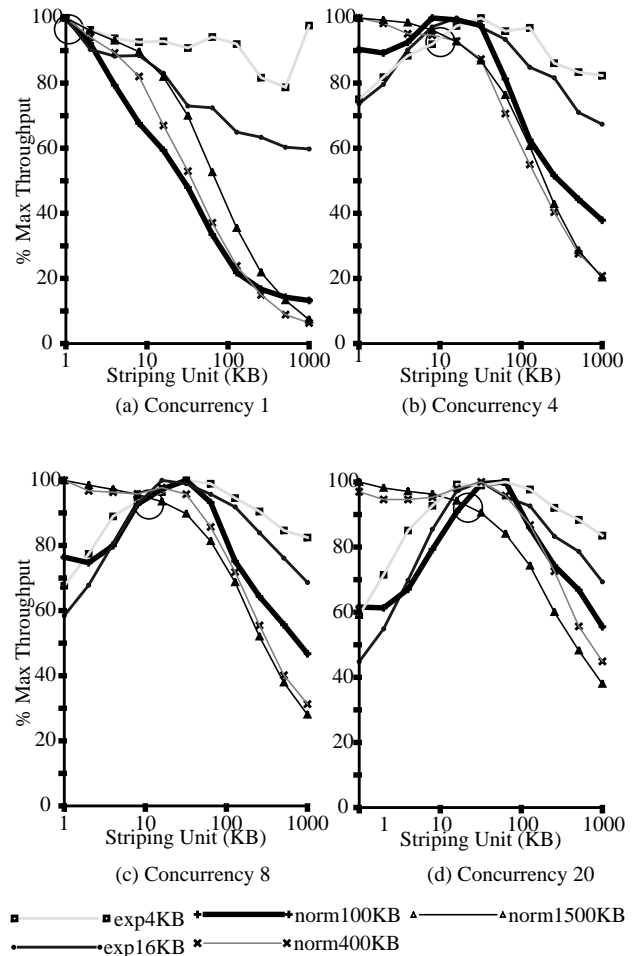 100
80
60
40
20
0
% Max Throughput
1
10
100
1000
Striping Unit (KB)
(a) Concurrency 1
100
80
60
40
20
0
1
10
100
1000
Striping Unit (KB)
(b) Concurrency 4
100
80
60
40
20
0
% Max Throughput
1
10
100
1000
Striping Unit (KB)
(c) Concurrency 8
100
80
60
40
20
0
1
10
100
1000
Striping Unit (KB)
(d) Concurrency 20
exp4KB
norm100KB
norm1500KB
exp16KB
norm400KB